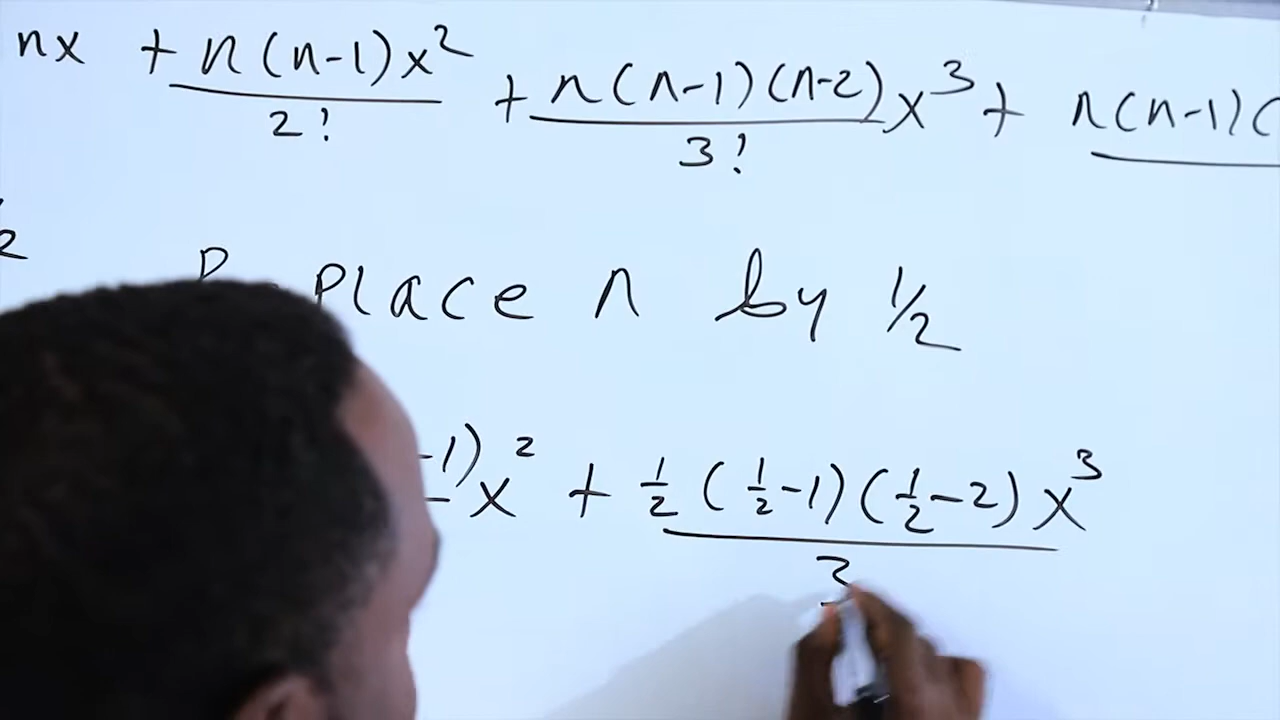 nx + n(n-1)x²/2! + n(n-1)(n-2)x³/3! + n(n-1)(
place n by 1/2
-1)x² + 1/2(1/2-1)(1/2-2)x³/3